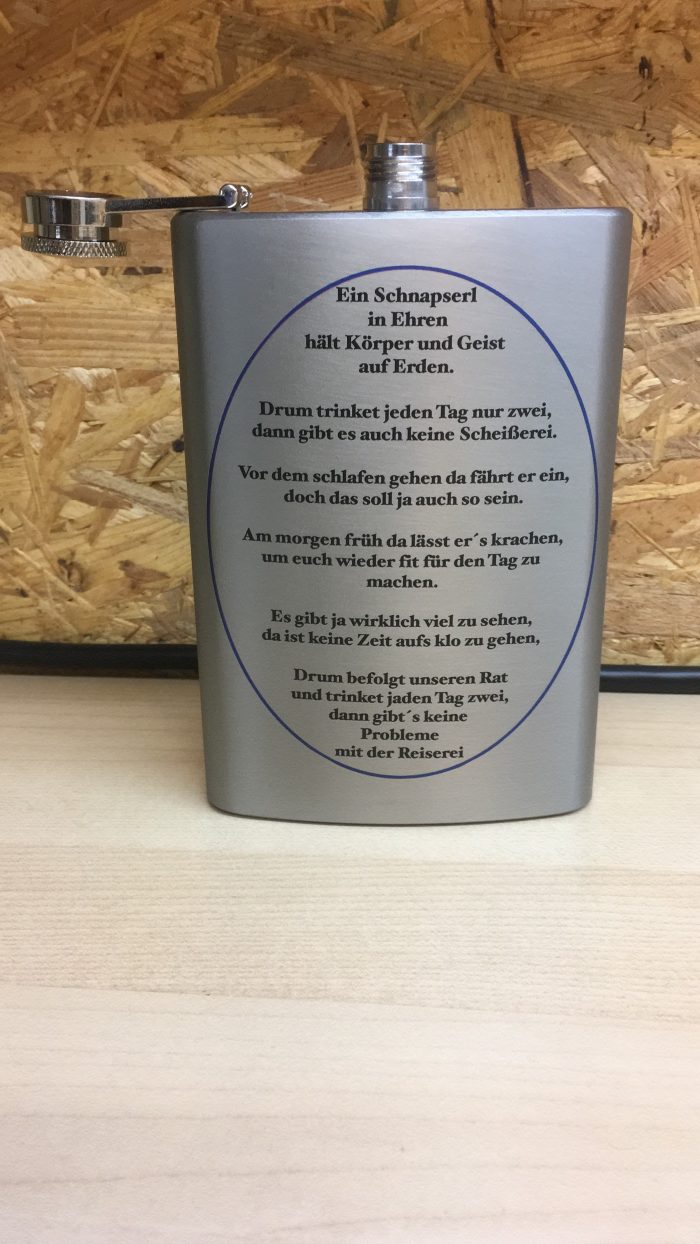 Ein Schnapserl
in Ehren
hält Körper und Geist
auf Erden.
Drum trinket jeden Tag nur zwei,
dann gibt es auch keine Scheißerei.
Vor dem schlafen gehen da fährt er ein,
doch das soll ja auch so sein.
Am morgen früh da lässt er´s krachen,
um euch wieder fit für den Tag zu
machen.
Es gibt ja wirklich viel zu sehen,
da ist keine Zeit aufs klo zu gehen,
Drum befolgt unseren Rat
und trinket jaden Tag zwei,
dann gibt´s keine
Probleme
mit der Reiserei